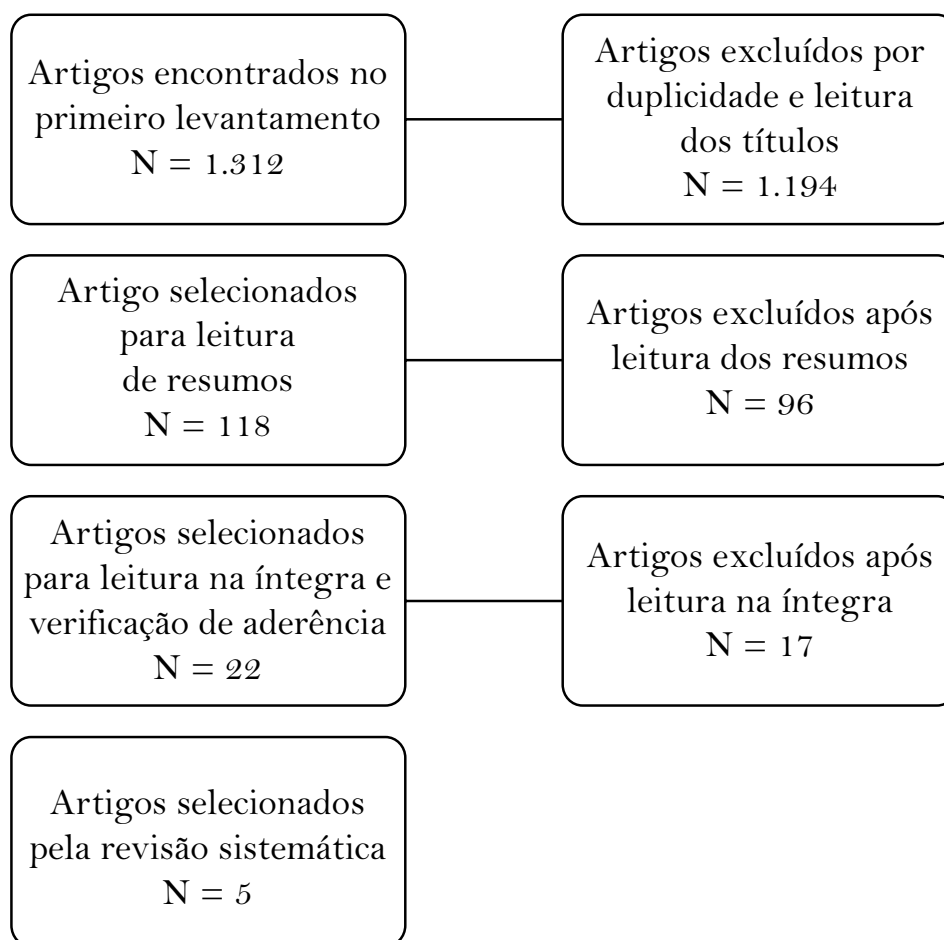 Artigos encontrados no
primeiro levantamento
N = 1.312
Artigos excluídos por
duplicidade e leitura
dos títulos
N = 1.194
Artigo selecionados
para leitura
de resumos
N = 118
Artigos excluídos após
leitura dos resumos
N = 96
Artigos selecionados
para leitura na íntegra e
verificação de aderência
N = 22
Artigos excluídos após
leitura na íntegra
N = 17
Artigos selecionados
pela revisão sistemática
N = 5